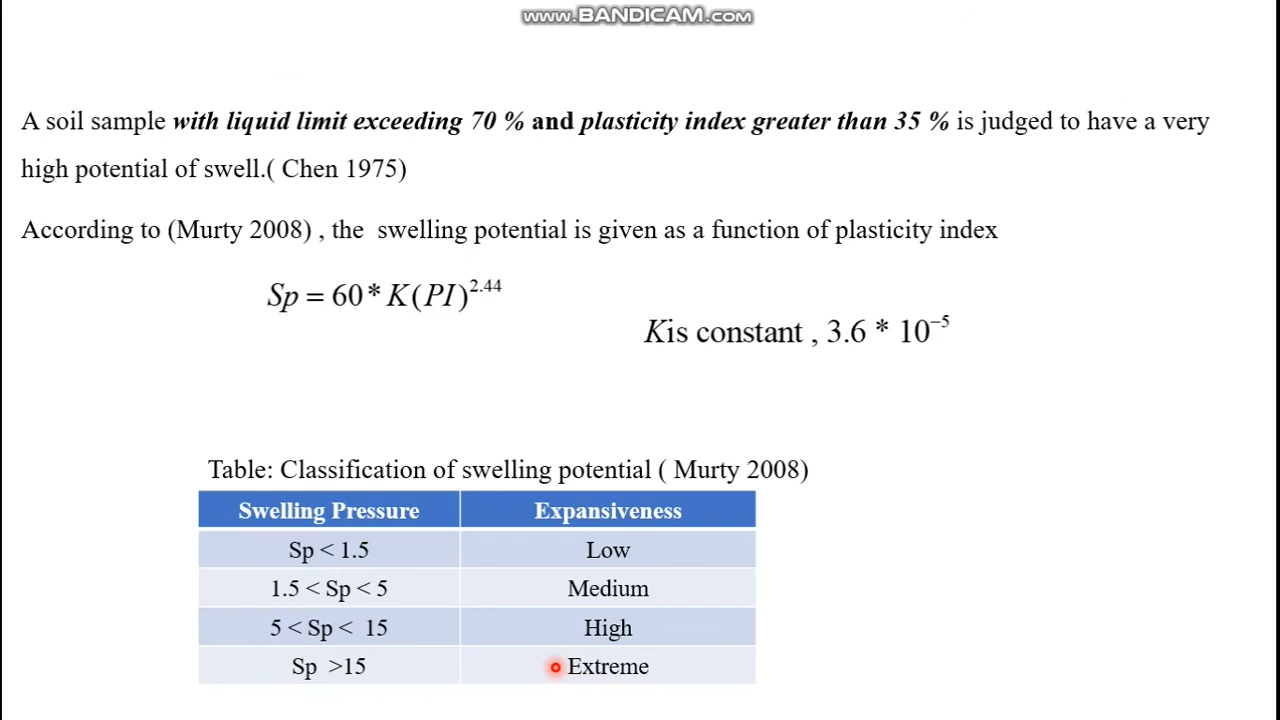 www.BANDICAM.com
A soil sample with liquid limit exceeding 70 % and plasticity index greater than 35 % is judged to have a very
high potential of swell.( Chen 1975)
According to (Murty 2008) , the swelling potential is given as a function of plasticity index
Sp = 60* K(PI)^2.44
Kis constant , 3.6 * 10^−5
Table: Classification of swelling potential ( Murty 2008)
Swelling Pressure Expansiveness
Sp < 1.5 Low
1.5 < Sp < 5 Medium
5 < Sp < 15 High
Sp >15 Extreme